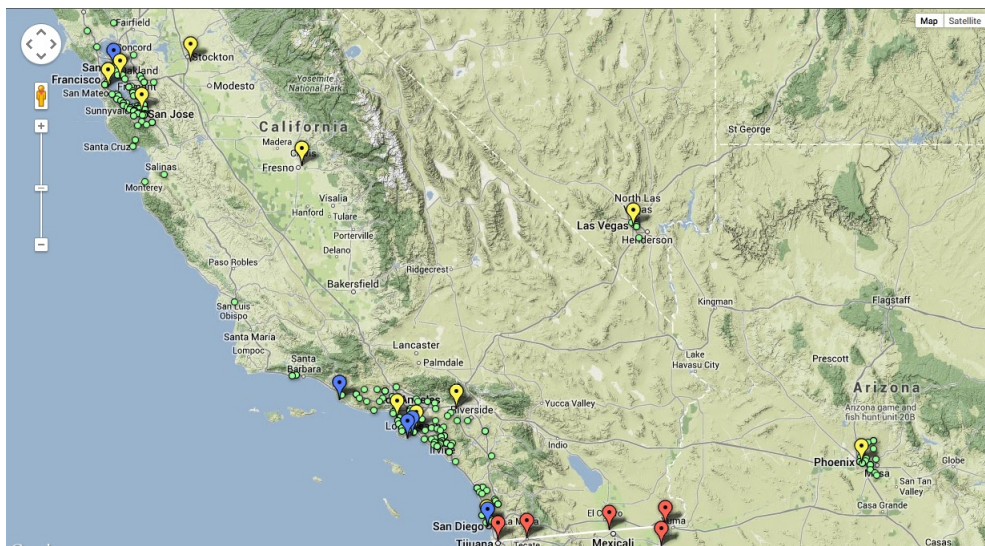 Map Satellite
Fairfield
Concord
Stockton
Oakland
San
Francisco
San Mateo
Modesto
Yosemite
National Park
Sunnyvale
San Jose
California
St George
Santa Cruz
Madera
Fresno
Salinas
Monterey
Visalia
Hanford
Tulare
Porterville
Delano
North Las
Las Vegas
Henderson
Paso Robles
Ridgecrest
Bakersfield
San Luis
Obispo
Kingman
Flagstaff
Santa Maria
Lompoc
Lancaster
Palmdale
Santa
Barbara
Lake
Havasu City
Prescott
Arizona
Yucca Valley
Riverside
Arizona game and
fish hunt unit 20B
Indio
Phoenix
Mesa
Globe
San Tan
Valley
Casa Grande
San Diego
Tijuana
Tecate
Mexicali
Casas